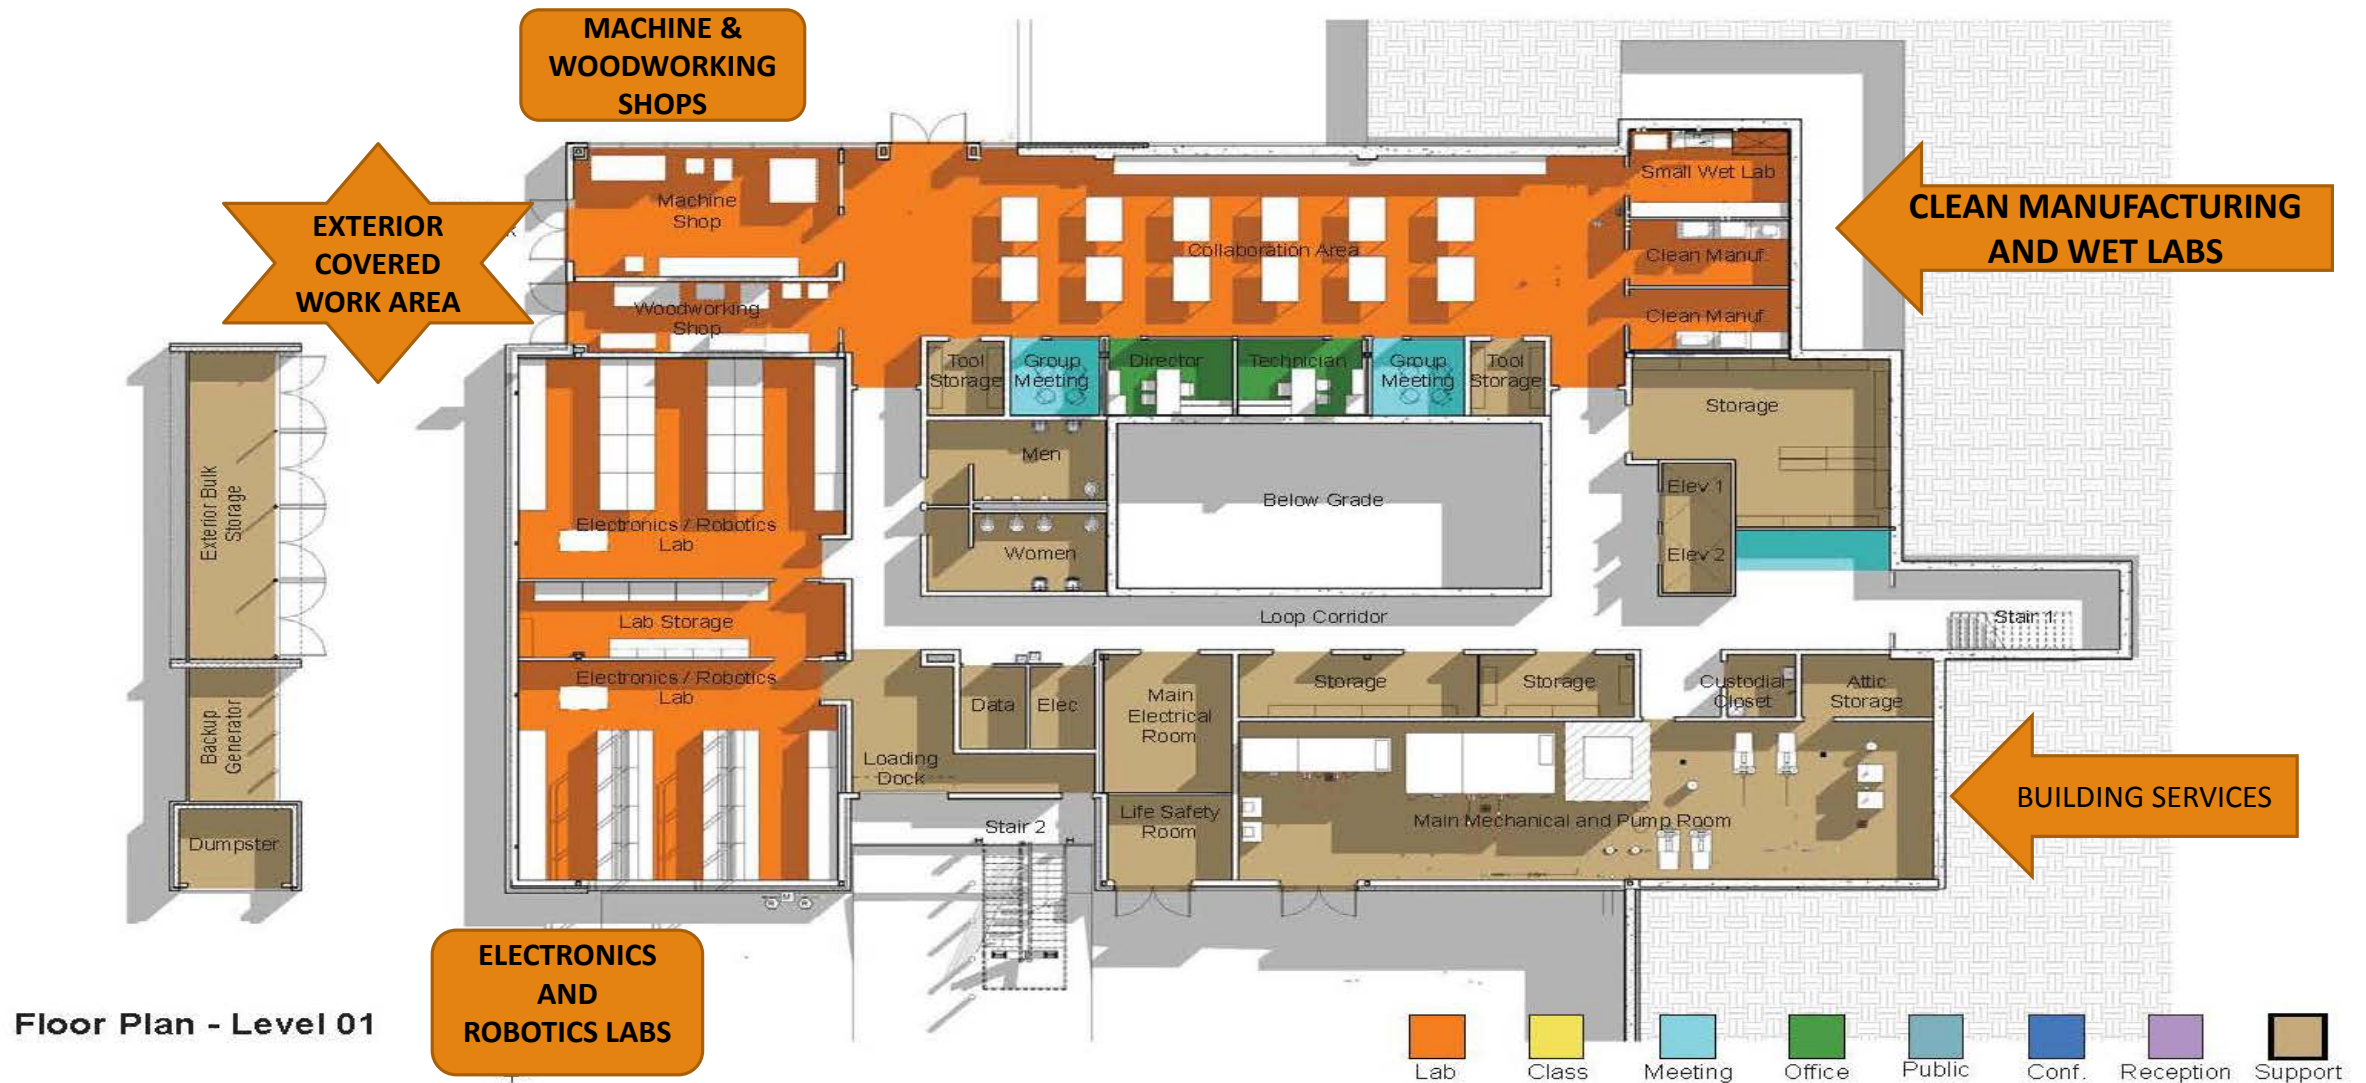 MACHINE &
WOODWORKING
SHOPS
EXTERIOR
COVERED
WORK AREA
CLEAN MANUFACTURING
AND WET LABS
Machine
Shop
Woodworking
Shop
Collaboration Area
Small Wet Lab
Clean Manuf.
Clean Manuf.
Tool
Storage
Group
Meeting
Director
Technician
Group
Meeting
Tool
Storage
Storage
Men
Women
Below Grade
Elev 1
Elev 2
Exterior Bulk
Storage
Electronics / Robotics
Lab
Lab Storage
Electronics / Robotics
Lab
Loop Corridor
Stair 1
Backup
Generator
Dumpster
Data
Elec
Loading
Dock
Main
Electrical
Room
Storage
Storage
Custodial
Closet
Attic
Storage
Life Safety
Room
Main Mechanical and Pump Room
Stair 2
BUILDING SERVICES
ELECTRONICS
AND
ROBOTICS LABS
Floor Plan - Level 01
Lab
Class
Meeting
Office
Public
Conf.
Reception
Support